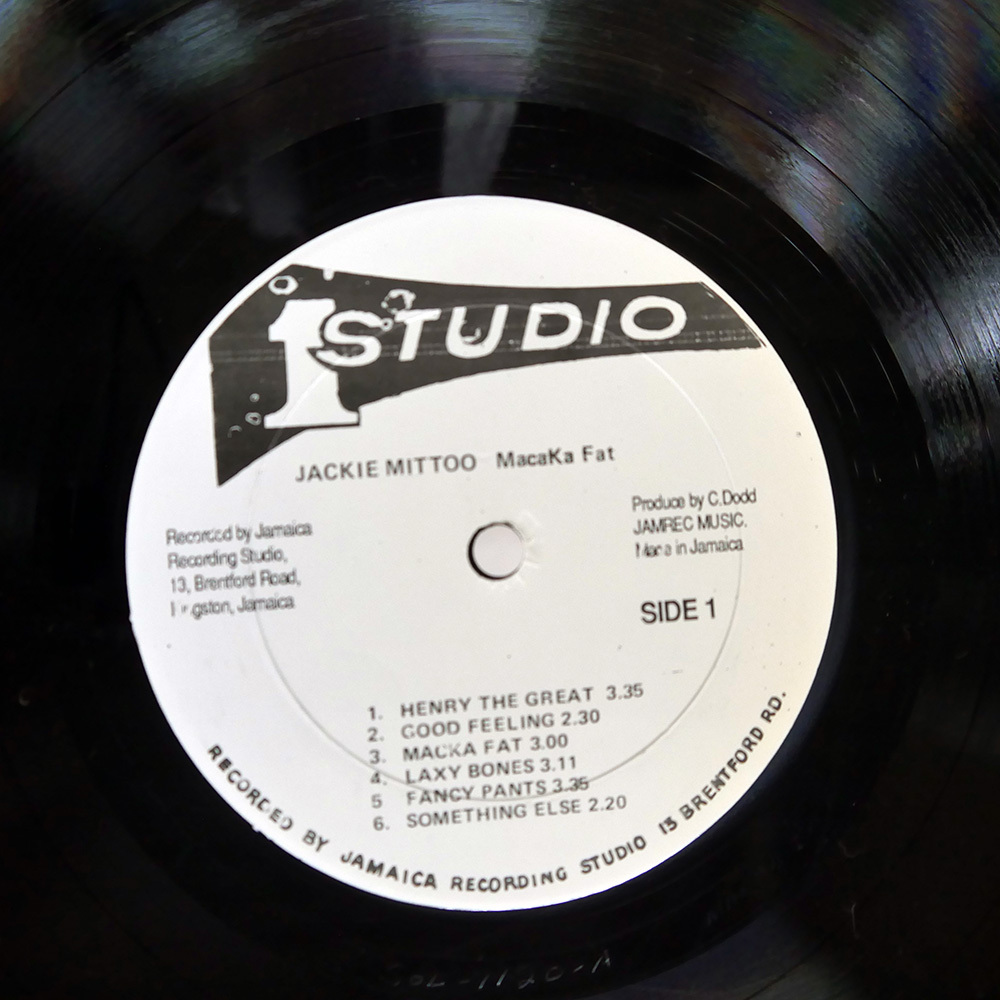 1 STUDIO
JACKIE MITTOO MacaKa Fat
Recorded by Jamaica
Recording Studio,
13, Brentford Road,
Kingston, Jamaica
Produce by C.Dodd
JAMREC MUSIC.
Made in Jamaica
SIDE 1
1. HENRY THE GREAT 3.35
2. GOOD FEELING 2.30
3. MACKA FAT 3.00
4. LAXY BONES 3.11
5 FANCY PANTS 3.35
6. SOMETHING ELSE 2.20
RECORDED BY JAMAICA RECORDING STUDIO 13 BRENTFORD RD.